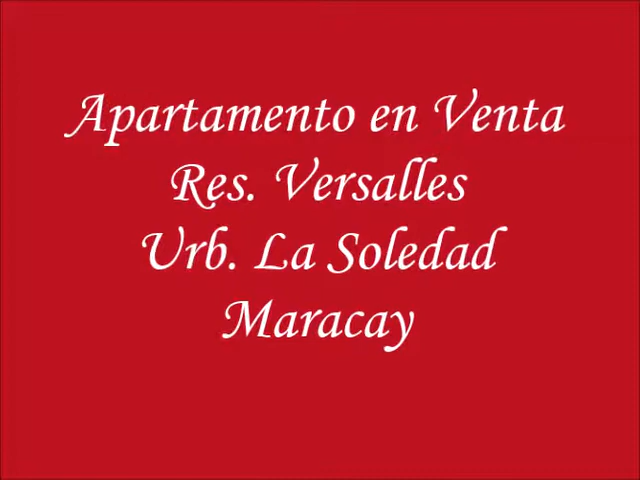 Apartamento en Venta
Res. Versalles
Urb. La Soledad
Maracay